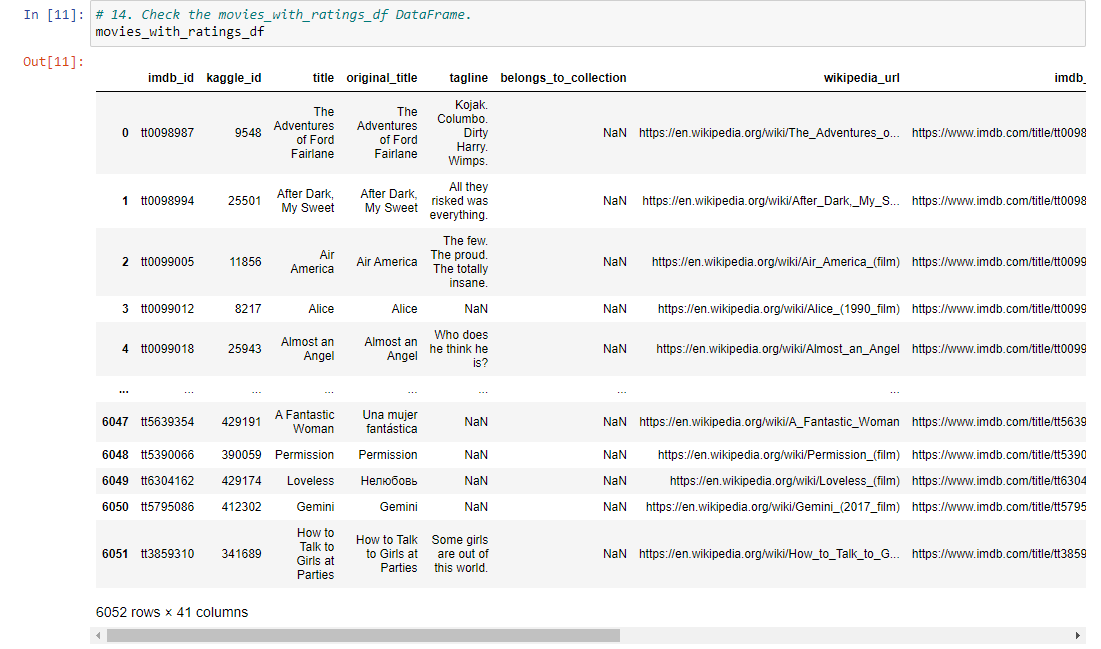 In [11]: # 14. Check the movies_with_ratings_df DataFrame.
movies_with_ratings_df
Out[11]:
imdb_id kaggle_id title original_title tagline belongs_to_collection wikipedia_url imdb_
0 tt0098987 9548 The Adventures of Ford Fairlane The Adventures of Ford Fairlane Kojak. Columbo. Dirty Harry. Wimps. NaN https://en.wikipedia.org/wiki/The_Adventures_o... https://www.imdb.com/title/tt0098
1 tt0098994 25501 After Dark, My Sweet After Dark, My Sweet All they risked was everything. NaN https://en.wikipedia.org/wiki/After_Dark,_My_S... https://www.imdb.com/title/tt0098
2 tt0099005 11856 Air America Air America The few. The proud. The totally insane. NaN https://en.wikipedia.org/wiki/Air_America_(film) https://www.imdb.com/title/tt0099
3 tt0099012 8217 Alice Alice NaN NaN https://en.wikipedia.org/wiki/Alice_(1990_film) https://www.imdb.com/title/tt0099
4 tt0099018 25943 Almost an Angel Almost an Angel Who does he think he is? NaN https://en.wikipedia.org/wiki/Almost_an_Angel https://www.imdb.com/title/tt0099
... ... ... ... ... ... ... ...
6047 tt5639354 429191 A Fantastic Woman Una mujer fantástica NaN NaN https://en.wikipedia.org/wiki/A_Fantastic_Woman https://www.imdb.com/title/tt5639
6048 tt5390066 390059 Permission Permission NaN NaN https://en.wikipedia.org/wiki/Permission_(film) https://www.imdb.com/title/tt5390
6049 tt6304162 429174 Loveless Нелюбовь NaN NaN https://en.wikipedia.org/wiki/Loveless_(film) https://www.imdb.com/title/tt6304
6050 tt5795086 412302 Gemini Gemini NaN NaN https://en.wikipedia.org/wiki/Gemini_(2017_film) https://www.imdb.com/title/tt5795
6051 tt3859310 341689 How to Talk to Girls at Parties How to Talk to Girls at Parties Some girls are out of this world. NaN https://en.wikipedia.org/wiki/How_to_Talk_to_G... https://www.imdb.com/title/tt3859
6052 rows × 41 columns